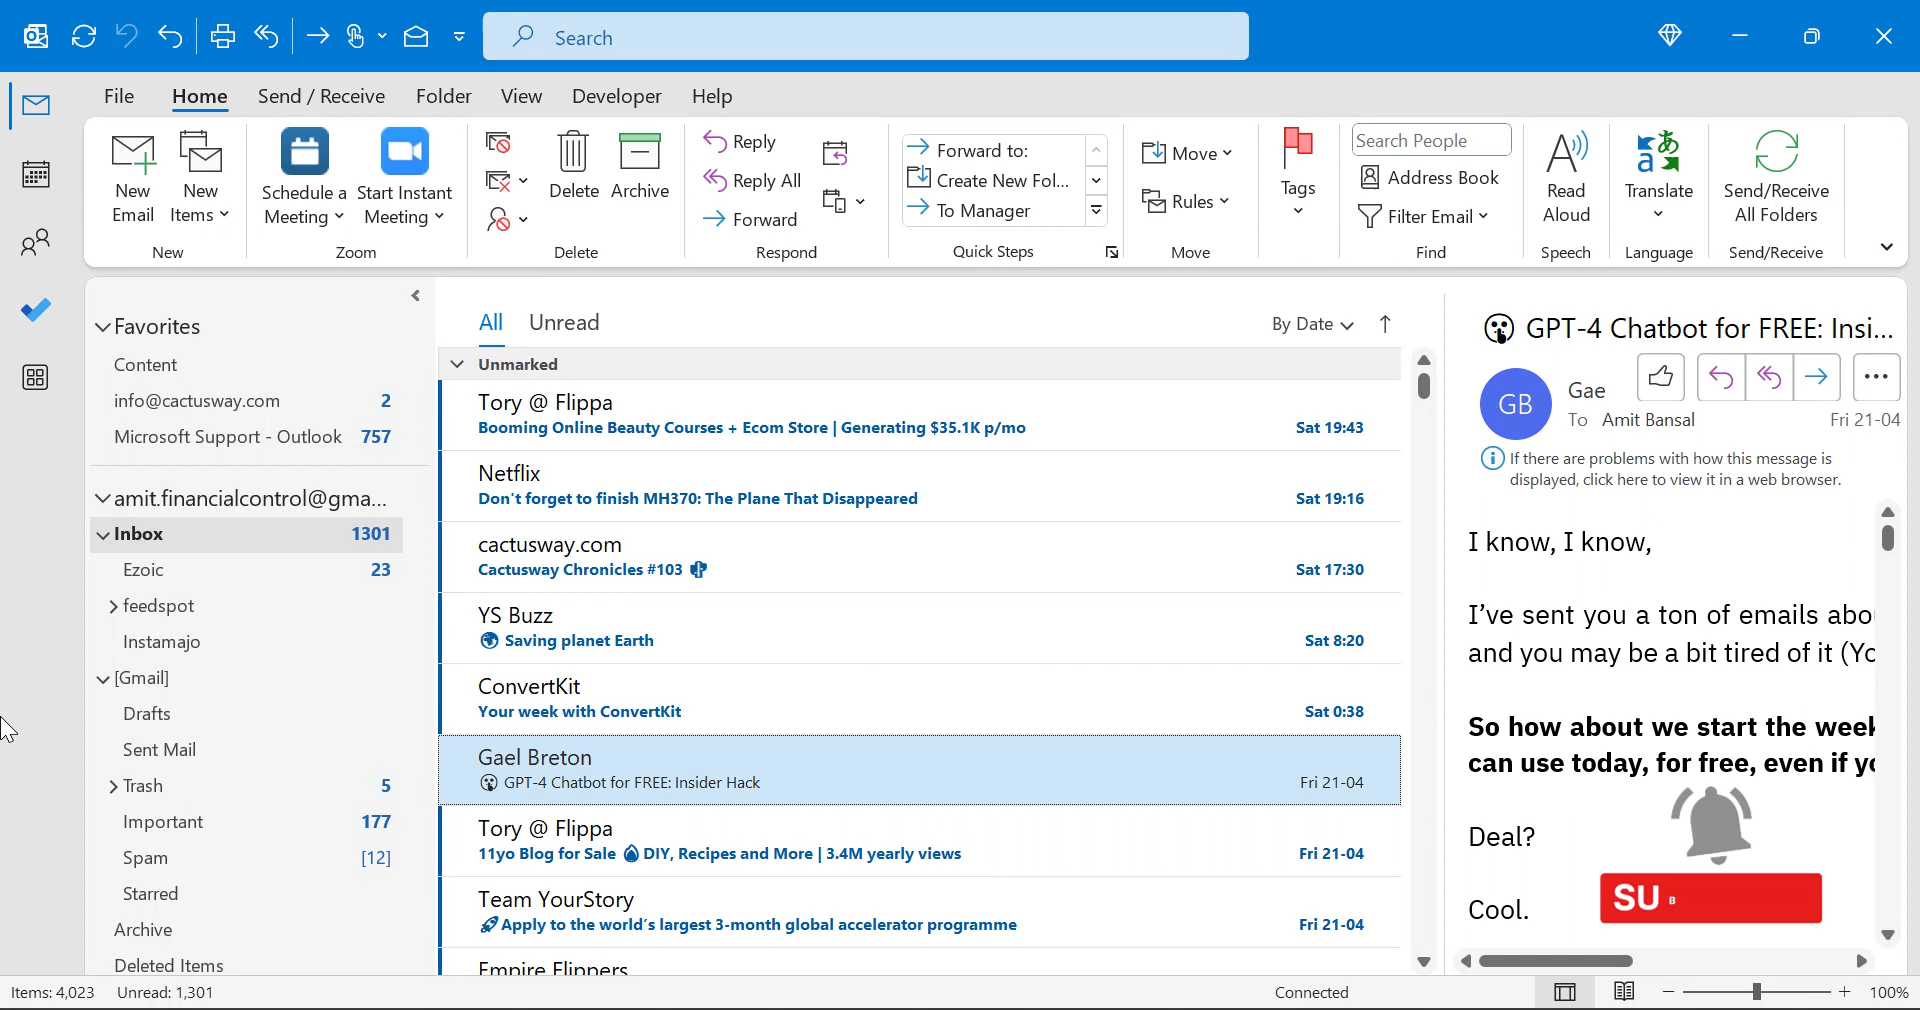 Search
File Home Send / Receive Folder View Developer Help
New Email
New Items
New
Schedule a Meeting
Start Instant Meeting
Zoom
Delete
Archive
Delete
Reply
Reply All
Forward
Respond
Forward to:
Create New Fol...
To Manager
Quick Steps
Move
Rules
Move
Tags
Search People
Address Book
Filter Email
Find
Read Aloud
Speech
Translate
Language
Send/Receive All Folders
Send/Receive
Favorites
Content
info@cactusway.com 2
Microsoft Support - Outlook 757
amit.financialcontrol@gma...
Inbox 1301
Ezoic 23
feedspot
Instamajo
[Gmail]
Drafts
Sent Mail
Trash 5
Important 177
Spam [12]
Starred
Archive
Deleted Items
All Unread By Date
Unmarked
Tory @ Flippa
Booming Online Beauty Courses + Ecom Store | Generating $35.1K p/mo Sat 19:43
Netflix
Don't forget to finish MH370: The Plane That Disappeared Sat 19:16
cactusway.com
Cactusway Chronicles #103 Sat 17:30
YS Buzz
Saving planet Earth Sat 8:20
ConvertKit
Your week with ConvertKit Sat 0:38
Gael Breton
GPT-4 Chatbot for FREE: Insider Hack Fri 21-04
Tory @ Flippa
11yo Blog for Sale DIY, Recipes and More | 3.4M yearly views Fri 21-04
Team YourStory
Apply to the world's largest 3-month global accelerator programme Fri 21-04
Empire Flippers
GPT-4 Chatbot for FREE: Insi...
GB
Gae
To Amit Bansal Fri 21-04
If there are problems with how this message is
displayed, click here to view it in a web browser.
I know, I know,
I've sent you a ton of emails abo
and you may be a bit tired of it (Yo
So how about we start the week
can use today, for free, even if yo
Deal?
Cool.
SU B
Items: 4,023 Unread: 1,301 Connected 100%